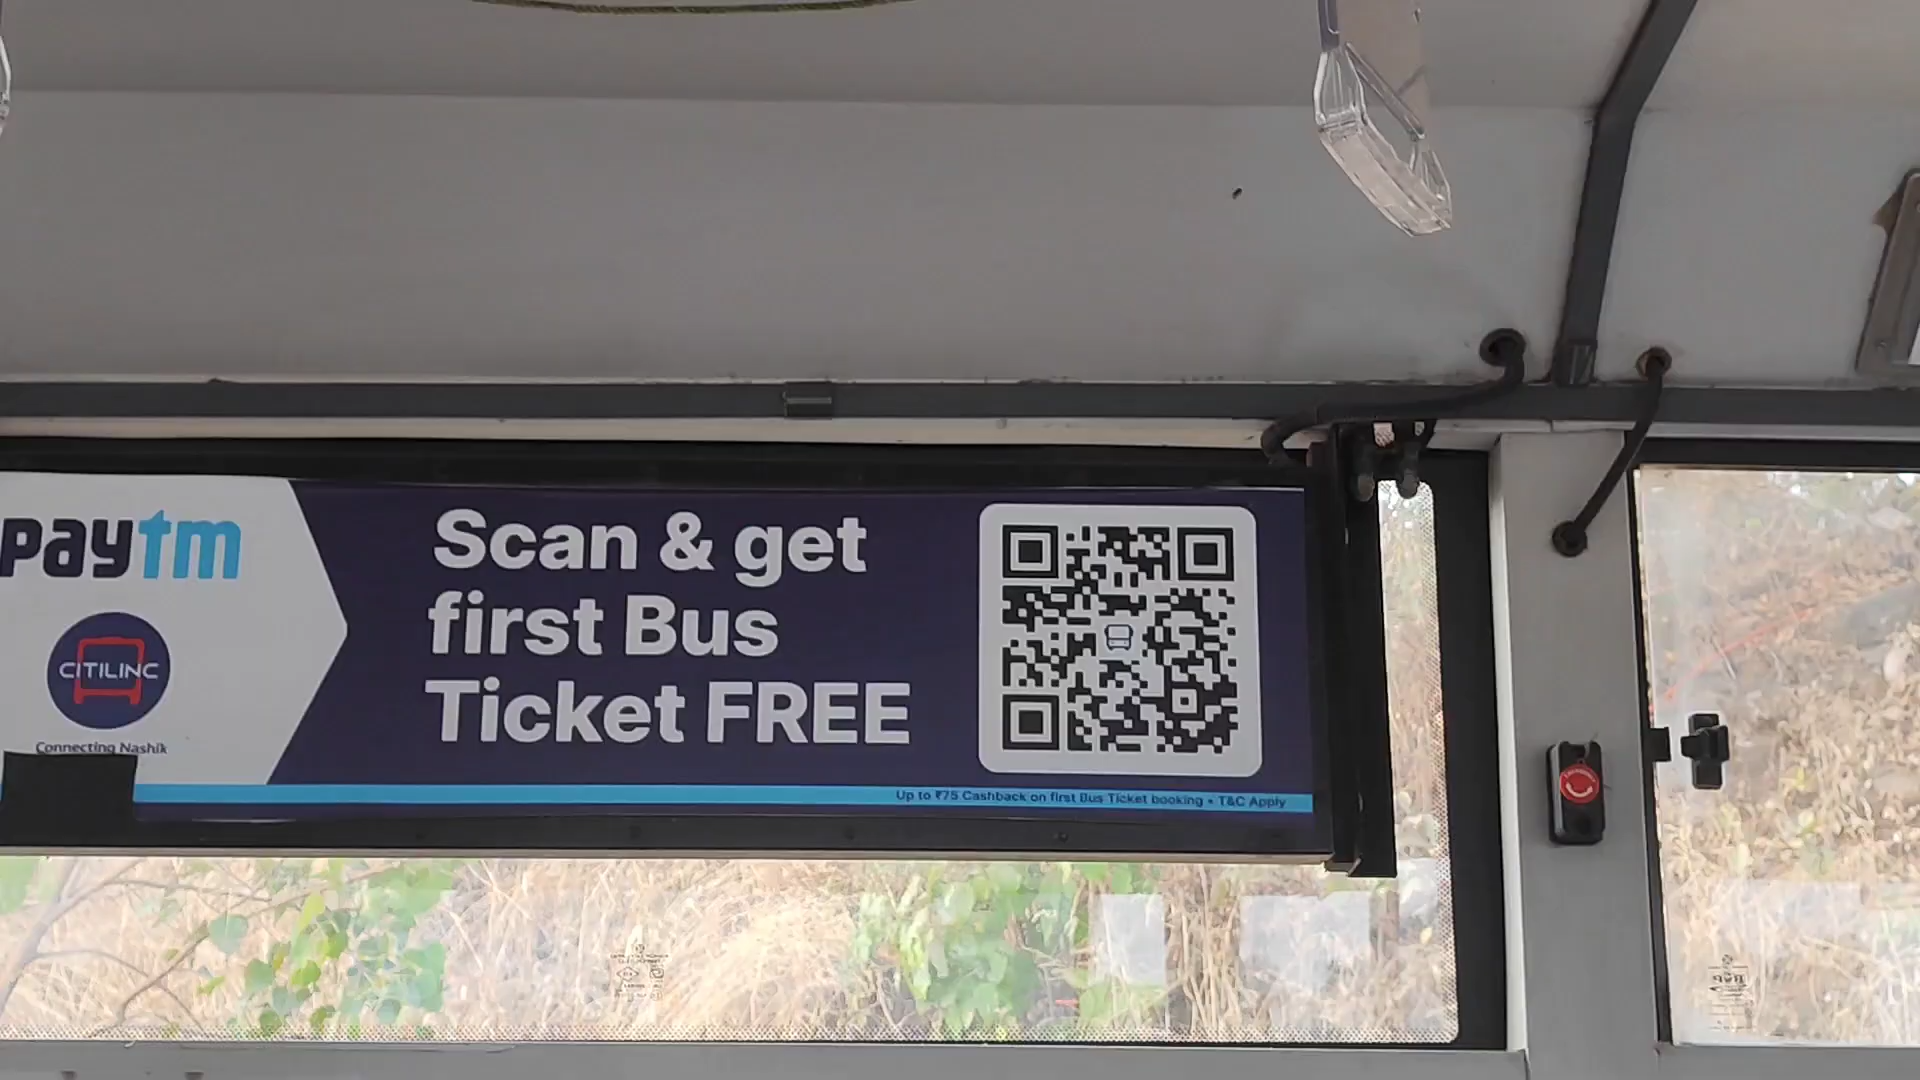 paytm
CITILINC
Connecting Nashik
Scan & get
first Bus
Ticket FREE
Up to ₹75 Cashback on first Bus Ticket booking • T&C Apply